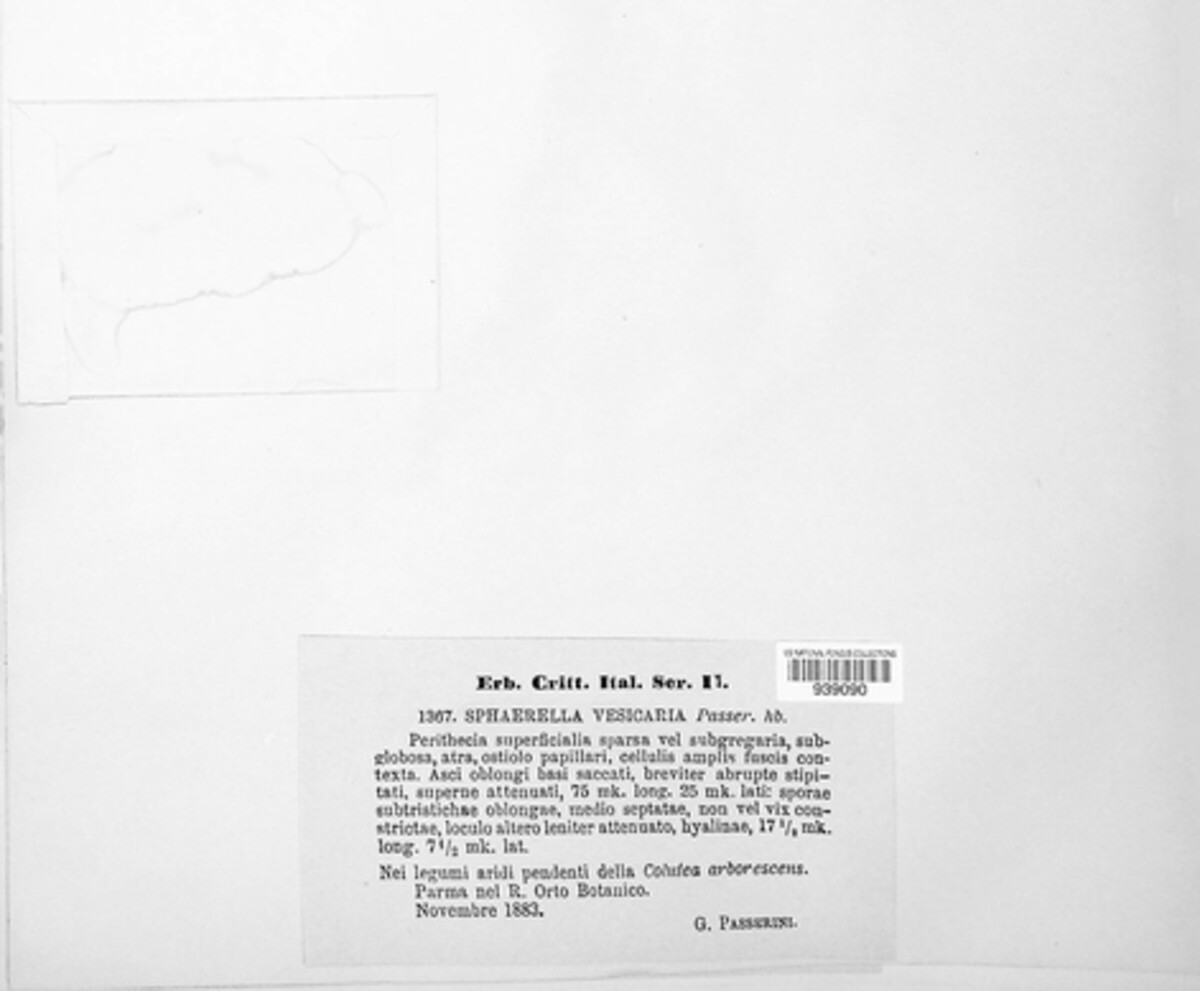 US NATIONAL FUNGUS COLLECTIONS
939090
Erb. Critt. Ital. Ser. II.
1367. SPHAERELLA VESICARIA Passer. hb.
Perithecia superficialia sparsa vel subgregaria, sub-
globosa, atra, ostiolo papillari, cellulis amplis fuscis con-
texta. Asci oblongi basi saccati, breviter abrupte stipi-
tati, superne attenuati, 75 mk. long. 25 mk. lati: sporae
subtristichae oblongae, medio septatae, non vel vix con-
strictae, loculo altero leniter attenuato, hyalinae, 17 mk.
long. 7 1/2 mk. lat.
Nei legumi aridi pendenti della Colutea arborescens.
Parma nel R. Orto Botanico.
Novembre 1883.
G. PASSERINI.